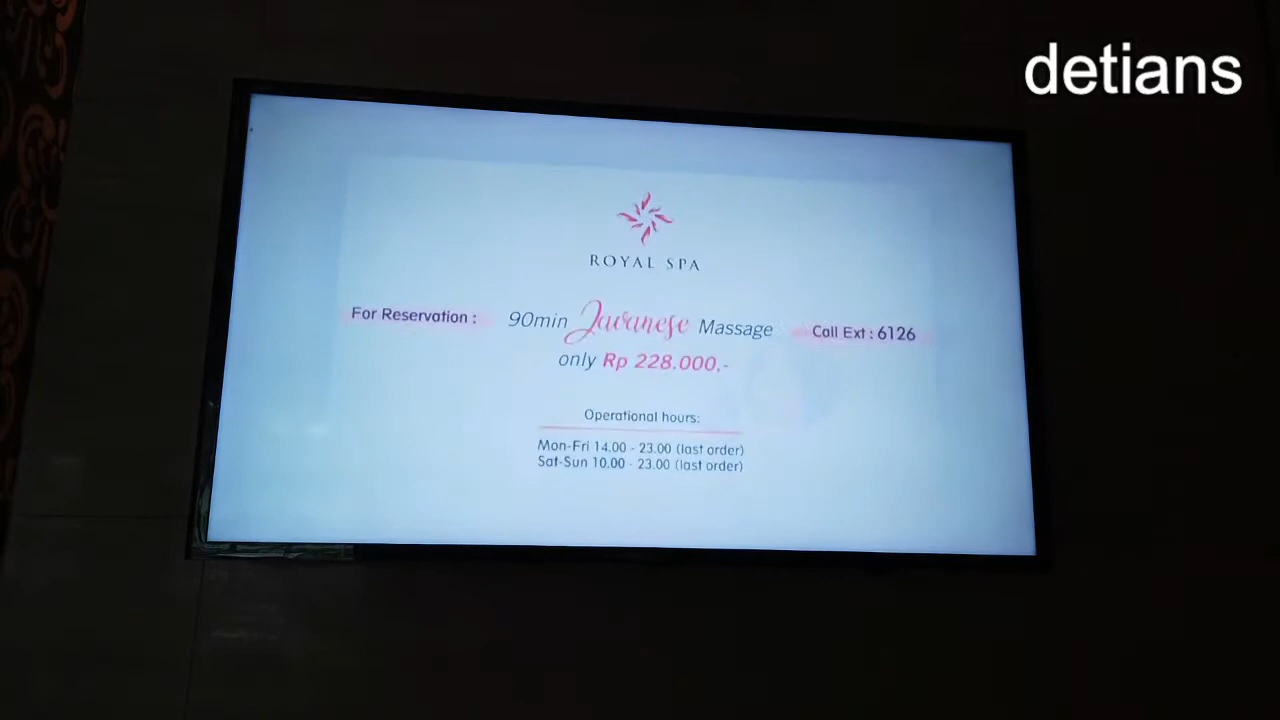 detians
ROYAL SPA
For Reservation : 90min Javanese Massage Call Ext : 6126
only Rp 228.000,-
Operational hours:
Mon-Fri 14.00 - 23.00 (last order)
Sat-Sun 10.00 - 23.00 (last order)